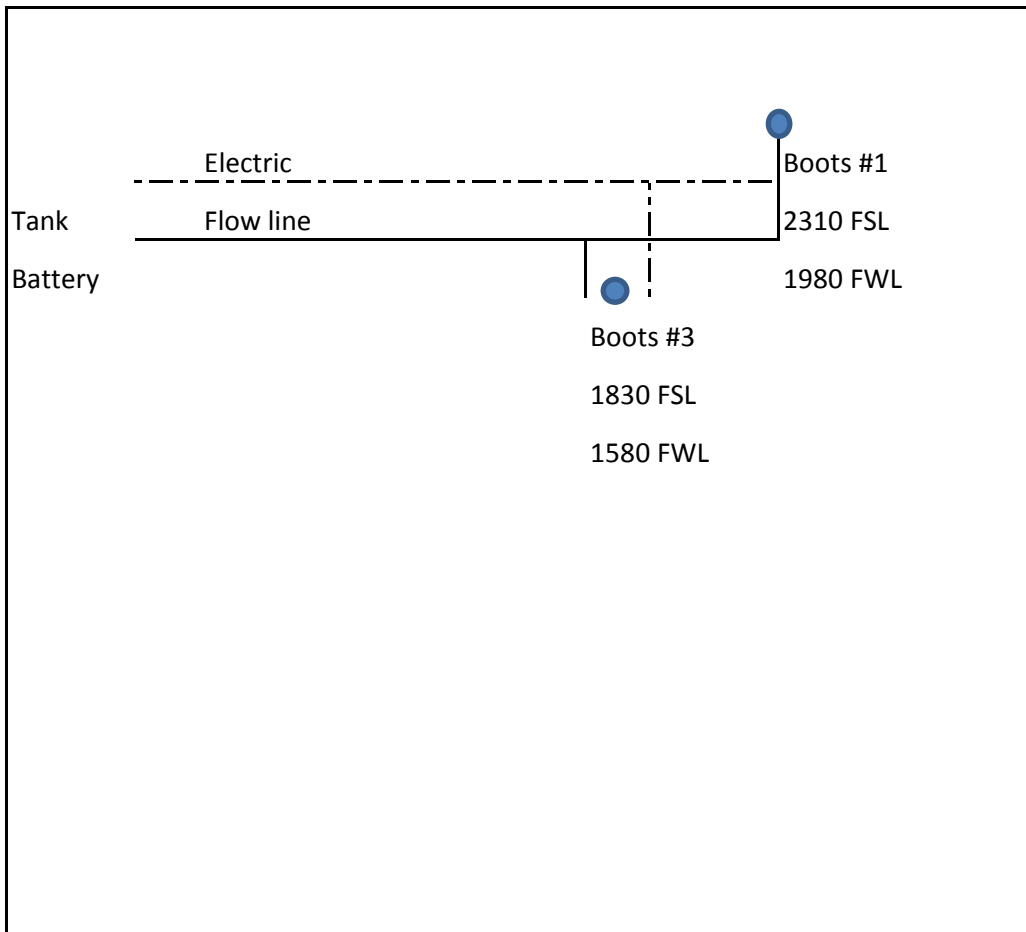 Electric
Boots #1
Tank
Flow line
2310 FSL
Battery
1980 FWL
Boots #3
1830 FSL
1580 FWL